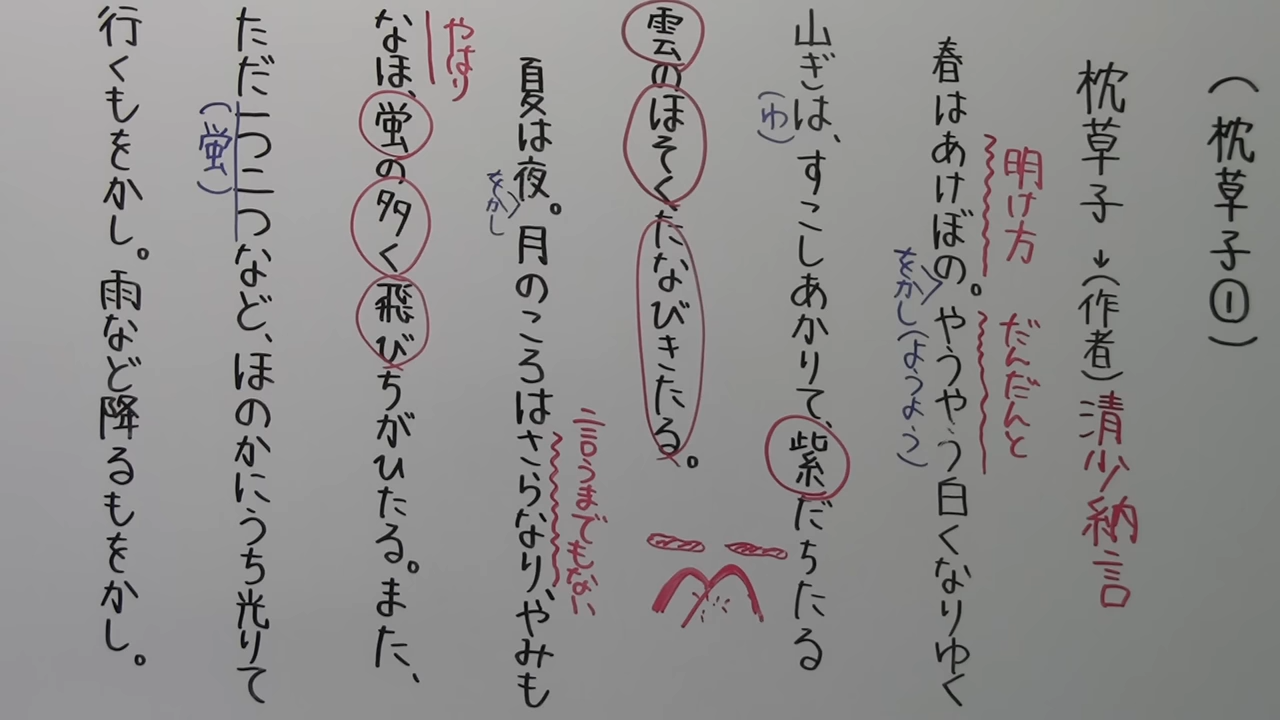 （枕草子①）
枕草子→（作者）清少納言
明け方 だんだんと
春はあけぼの。やうやう白くなりゆく
をかし（ようよう）
山ぎは、すこしあかりて、紫だちたる
（ゆ）
雲のほそくたなびきたる。
言うまでもない
夏は夜。月のころはさらなり、やみも
をかし
やはり
なほ、蛍の多く飛びちがひたる。また、
ただ一つ二つなど、ほのかにうち光りて
（蛍）
行くもをかし。雨など降るもをかし。